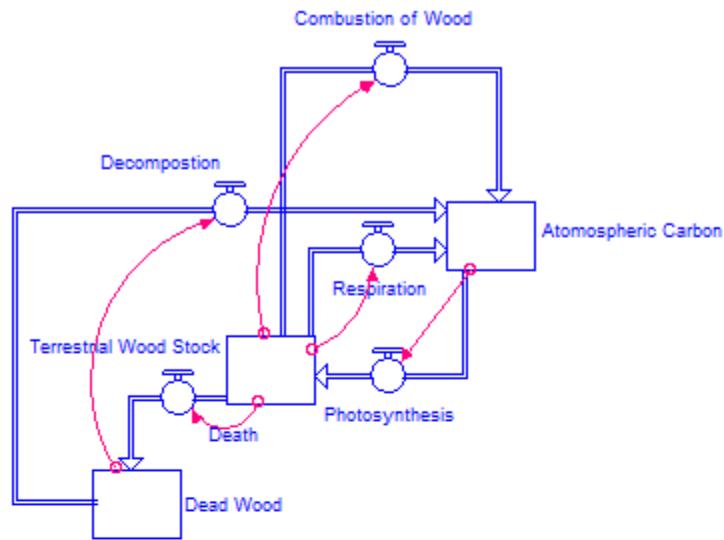 Combustion of Wood
Decompostion
Atomospheric Carbon
Respiration
Terrestrial Wood Stock
Photosynthesis
Death
Dead Wood